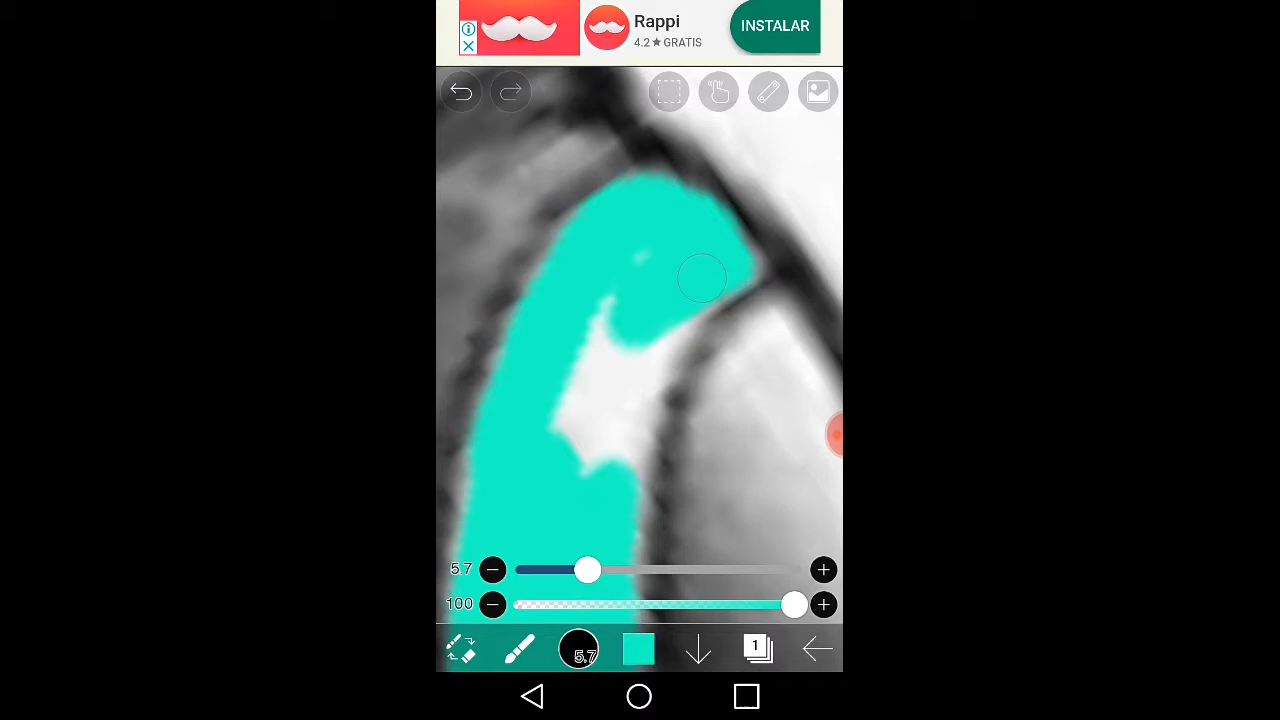 Rappi
4.2★GRATIS
INSTALAR
5.7
100
5.7
1